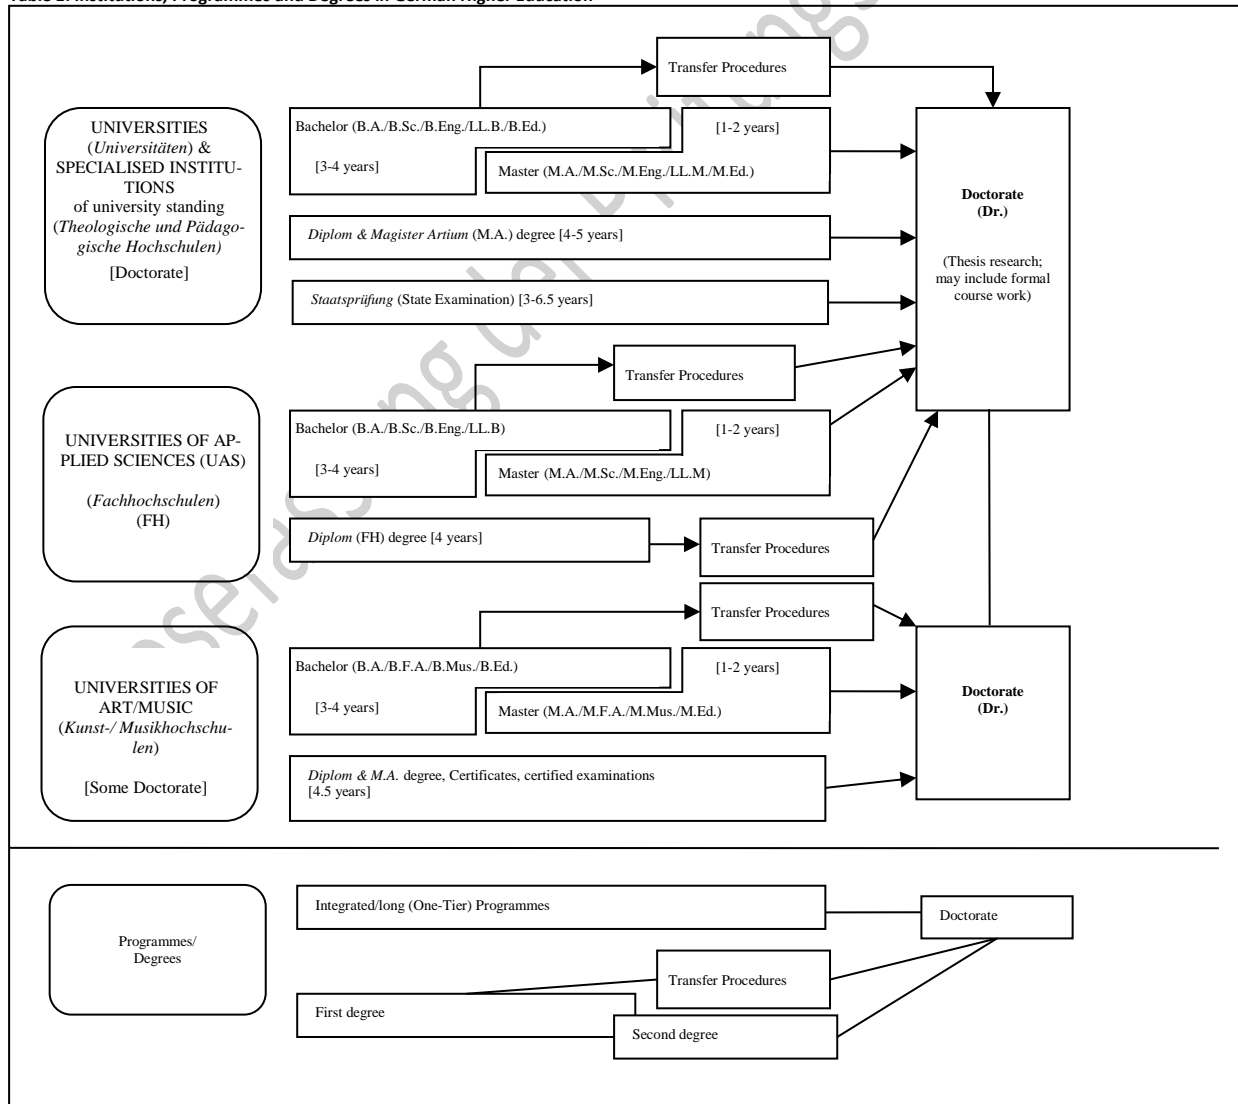 Table 1: Institutions, Programmes and Degrees in German Higher Education
Transfer Procedures
UNIVERSITIES
(Universitäten) &
SPECIALISED INSTITU-
TIONS
of university standing
(Theologische und Pädago-
gische Hochschulen)
[Doctorate]
Bachelor (B.A./B.Sc./B.Eng./LL.B./B.Ed.)
[1-2 years]
[3-4 years]
Master (M.A./M.Sc./M.Eng./LL.M./M.Ed.)
Diplom & Magister Artium (M.A.) degree [4-5 years]
Staatsprüfung (State Examination) [3-6.5 years]
Doctorate
(Dr.)
(Thesis research;
may include formal
course work)
Transfer Procedures
UNIVERSITIES OF AP-
PLIED SCIENCES (UAS)
(Fachhochschulen)
(FH)
Bachelor (B.A./B.Sc./B.Eng./LL.B)
[1-2 years]
[3-4 years]
Master (M.A./M.Sc./M.Eng./LL.M)
Diplom (FH) degree [4 years]
Transfer Procedures
Transfer Procedures
UNIVERSITIES OF
ART/MUSIC
(Kunst-/ Musikhochschu-
len)
[Some Doctorate]
Bachelor (B.A./B.F.A./B.Mus./B.Ed.)
[1-2 years]
[3-4 years]
Master (M.A./M.F.A./M.Mus./M.Ed.)
Diplom & M.A. degree, Certificates, certified examinations
[4.5 years]
Doctorate
(Dr.)
Programmes/
Degrees
Integrated/long (One-Tier) Programmes
Doctorate
Transfer Procedures
First degree
Second degree